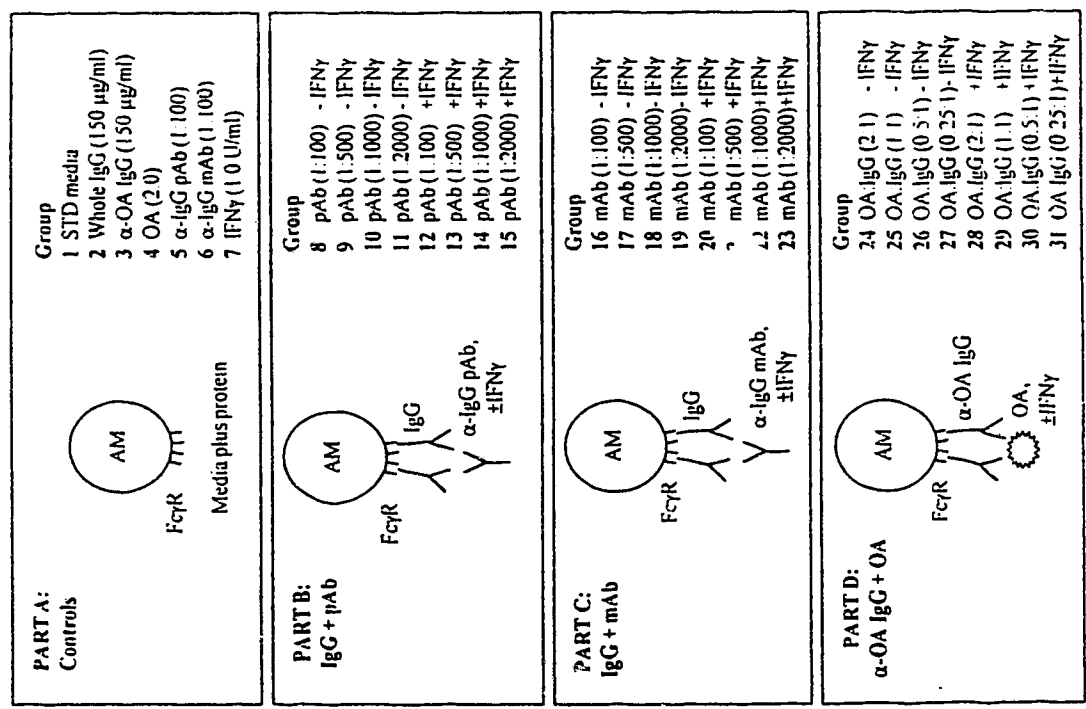 PART A:
Controls
AM
FcγR
Media plus protein
Group
1 STD media
2 Whole IgG (150 µg/ml)
3 α-OA IgG (150 µg/ml)
4 OA (2.0)
5 α-IgG pAb (1:100)
6 α-IgG mAb (1:100)
7 IFNγ (1 0 U/ml)
PART B:
IgG + pAb
AM
FcγR
IgG
α-IgG pAb,
±IFNγ
Group
8 pAb (1:100) - IFNγ
9 pAb (1:500) - IFNγ
10 pAb (1:1000) - IFNγ
11 pAb (1:2000) - IFNγ
12 pAb (1 100) +IFNγ
13 pAb (1:500) +IFNγ
14 pAb (1:1000) +IFNγ
15 pAb (1:2000) +IFNγ
PART C:
IgG + mAb
AM
FcγR
IgG
α-IgG mAb,
±IFNγ
Group
16 mAb (1:100) - IFNγ
17 mAb (1:500) - IFNγ
18 mAb (1:1000)- IFNγ
19 mAb (1:2000)- IFNγ
20 mAb (1:100) +IFNγ
mAb (1:500) +IFNγ
22 mAb (1:1000)+IFNγ
23 mAb (1:2000)+IFNγ
PART D:
α-OA IgG + OA
AM
FcγR
α-OA IgG
OA,
±IFNγ
Group
24 OA:IgG (2 1) - IFNγ
25 OA:IgG (1 1) - IFNγ
26 OA:IgG (0 5:1) - IFNγ
27 OA:IgG (0 25 1) - IFNγ
28 OA:IgG (2:1) +IFNγ
29 OA:IgG (1:1) +IFNγ
30 OA:IgG (0.5:1) +IFNγ
31 OA IgG (0 25:1)+IFNγ